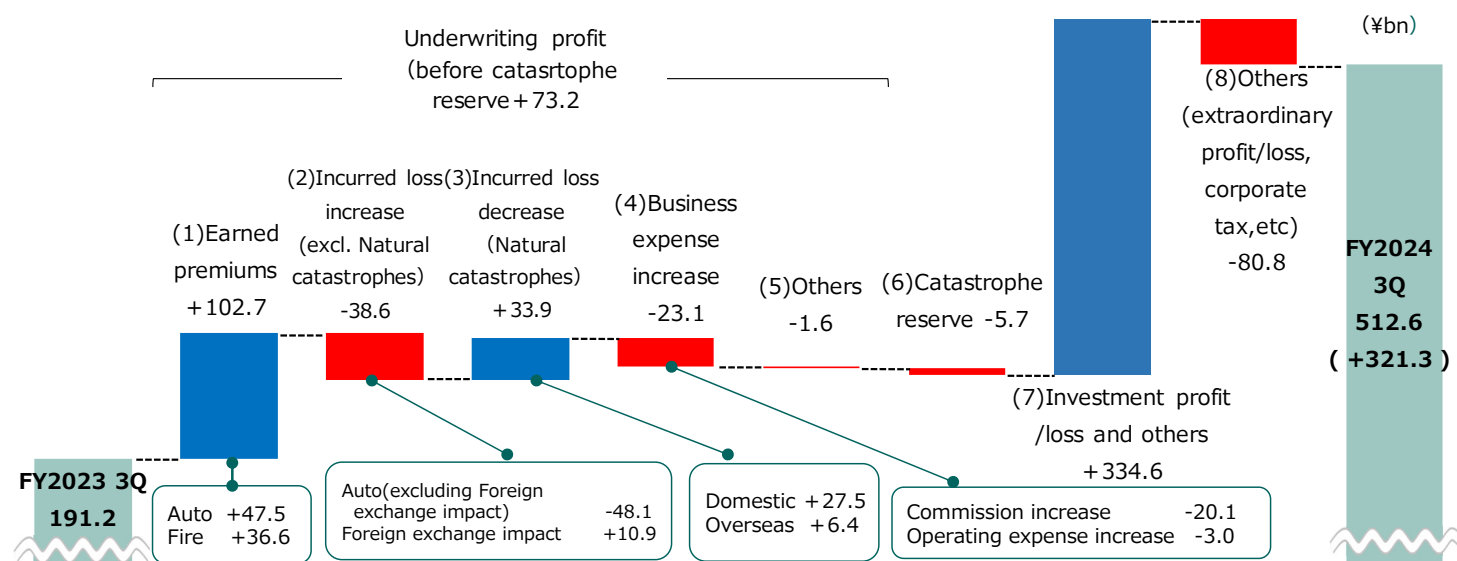 (¥bn)
Underwriting profit
(before catasrtophe
reserve+73.2
(1)Earned
premiums
+102.7
(2)Incurred loss
increase
(excl. Natural
catastrophes)
-38.6
(3)Incurred loss
decrease
(Natural
catastrophes)
+33.9
(4)Business
expense
increase
-23.1
(5)Others
-1.6
(6)Catastrophe
reserve -5.7
(7)Investment profit
/loss and others
+334.6
(8)Others
(extraordinary
profit/loss,
corporate
tax,etc)
-80.8
FY2024
3Q
512.6
( +321.3 )
FY2023 3Q
191.2
Auto +47.5
Fire +36.6
Auto(excluding Foreign
exchange impact) -48.1
Foreign exchange impact +10.9
Domestic +27.5
Overseas +6.4
Commission increase -20.1
Operating expense increase -3.0